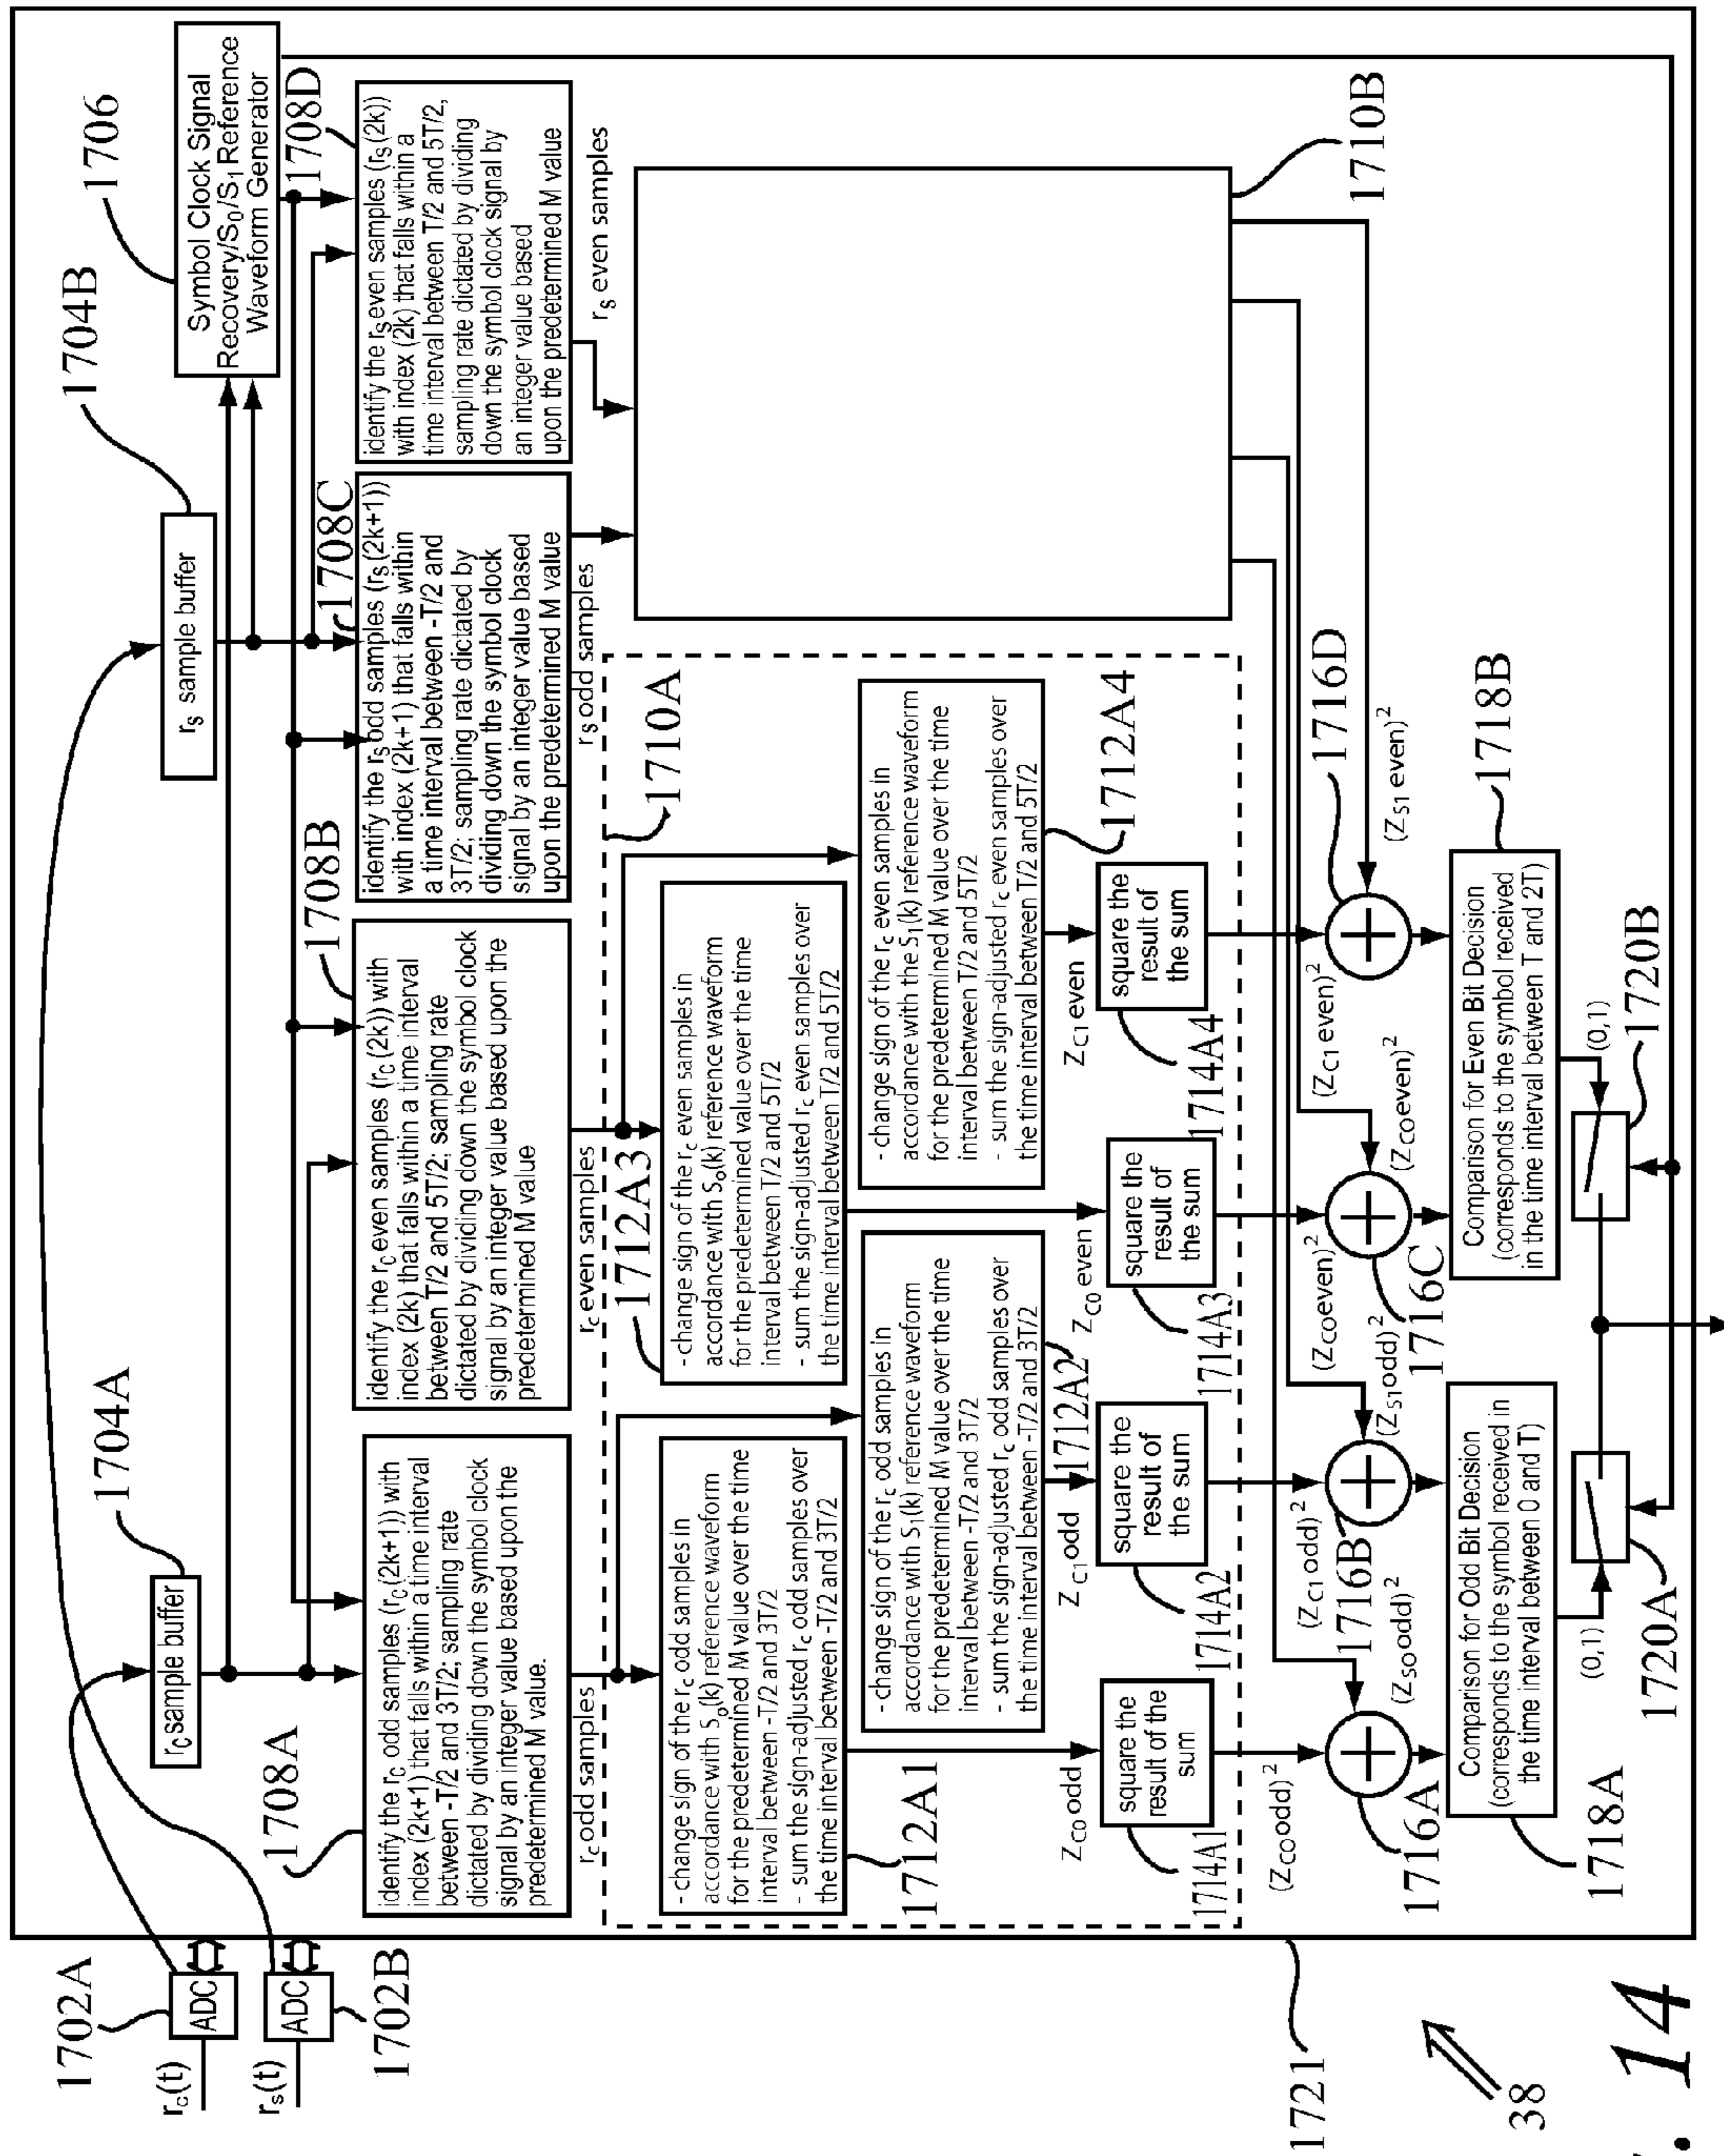 1702A
r_c(t)
ADC
r_s(t)
ADC
1702B
1704A
r_c sample buffer
1704B
r_s sample buffer
1706
Symbol Clock Signal
Recovery/S_0/S_1 Reference
Waveform Generator
1708A
identify the r_c odd samples (r_c (2k+1)) with
index (2k+1) that falls within a time interval
between -T/2 and 3T/2; sampling rate
dictated by dividing down the symbol clock
signal by an integer value based upon the
predetermined M value.
1708B
identify the r_c even samples (r_c (2k)) with
index (2k) that falls within a time interval
between T/2 and 5T/2; sampling rate
dictated by dividing down the symbol clock
signal by an integer value based upon the
predetermined M value
1708C
identify the r_s odd samples (r_s (2k+1))
with index (2k+1) that falls within
a time interval between -T/2 and
3T/2; sampling rate dictated by
dividing down the symbol clock
signal by an integer value based
upon the predetermined M value
1708D
identify the r_s even samples (r_s (2k))
with index (2k) that falls within a
time interval between T/2 and 5T/2,
sampling rate dictated by dividing
down the symbol clock signal by
an integer value based
upon the predetermined M value
r_c odd samples
r_c even samples
r_s odd samples
r_s even samples
1710A
1710B
- change sign of the r_c odd samples in
accordance with S_o(k) reference waveform
for the predetermined M value over the time
interval between -T/2 and 3T/2
- sum the sign-adjusted r_c odd samples over
the time interval between -T/2 and 3T/2
1712A1
- change sign of the r_c odd samples in
accordance with S_1(k) reference waveform
for the predetermined M value over the time
interval between -T/2 and 3T/2
- sum the sign-adjusted r_c odd samples over
the time interval between -T/2 and 3T/2
1712A2
1712A3
- change sign of the r_c even samples in
accordance with S_o(k) reference waveform
for the predetermined value over the time
interval between T/2 and 5T/2
- sum the sign-adjusted r_c even samples over
the time interval between T/2 and 5T/2
- change sign of the r_c even samples in
accordance with the S_1(k) reference waveform
for the predetermined M value over the time
interval between T/2 and 5T/2
- sum the sign-adjusted r_c even samples over
the time interval between T/2 and 5T/2
1712A4
Z_C0 odd
Z_C1 odd
Z_C0 even
Z_C1 even
square the
result of the
sum
1714A1
square the
result of
the sum
1714A2
square the
result of
the sum
1714A3
square the
result of
the sum
1714A4
(Z_C0 odd)^2
1716A
(Z_S0 odd)^2
(Z_C1 odd)^2
1716B
(Z_S1 odd)^2
(Z_C0 even)^2
1716C
(Z_C0 even)^2
(Z_C1 even)^2
1716D
(Z_S1 even)^2
1718A
Comparison for Odd Bit Decision
(corresponds to the symbol received in
the time interval between 0 and T)
Comparison for Even Bit Decision
(corresponds to the symbol received
in the time interval between T and 2T)
1718B
(0,1)
1720A
(0,1)
1720B
1721
38
. 14